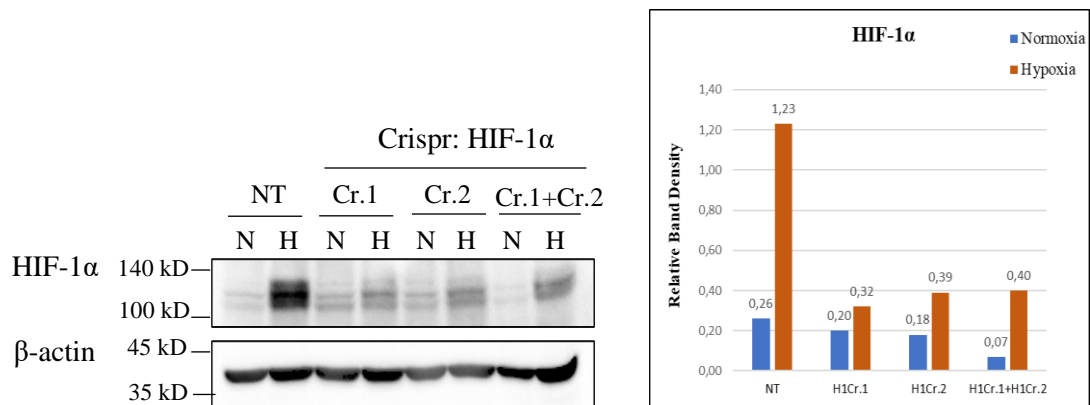 Crispr: HIF-1α
NT Cr.1 Cr.2 Cr.1+Cr.2
N H N H N H N H
HIF-1α 140 kD
100 kD
β-actin 45 kD
35 kD
HIF-1α
Normoxia
Hypoxia
Relative Band Density
1,40
1,20
1,00
0,80
0,60
0,40
0,20
0,00
0,26 1,23 0,20 0,32 0,18 0,39 0,07 0,40
NT H1Cr.1 H1Cr.2 H1Cr.1+H1Cr.2